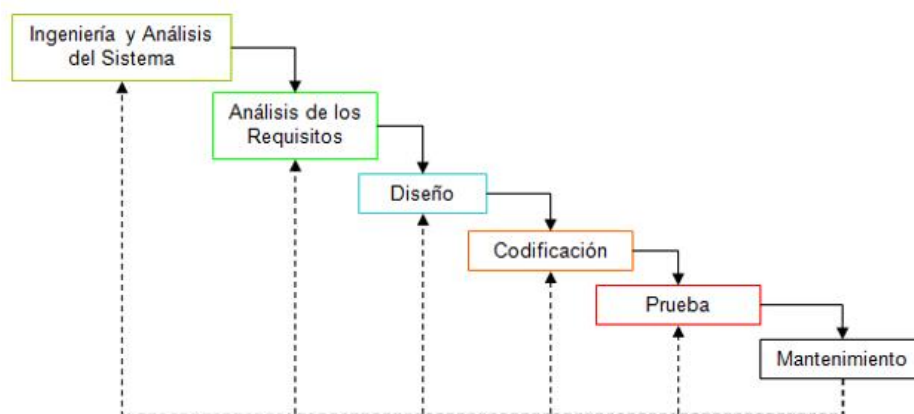 Ingeniería y Análisis
del Sistema
Análisis de los
Requisitos
Diseño
Codificación
Prueba
Mantenimiento